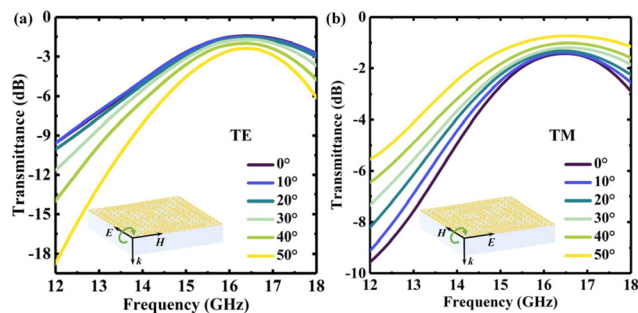 (a)
0
-3
-6
-9
-12
-15
-18
Transmittance (dB)
TE
0°
10°
20°
30°
40°
50°
E
H
k
12 13 14 15 16 17 18
Frequency (GHz)
(b)
0
-2
-4
-6
-8
-10
Transmittance (dB)
TM
0°
10°
20°
30°
40°
50°
H
E
k
12 13 14 15 16 17 18
Frequency (GHz)